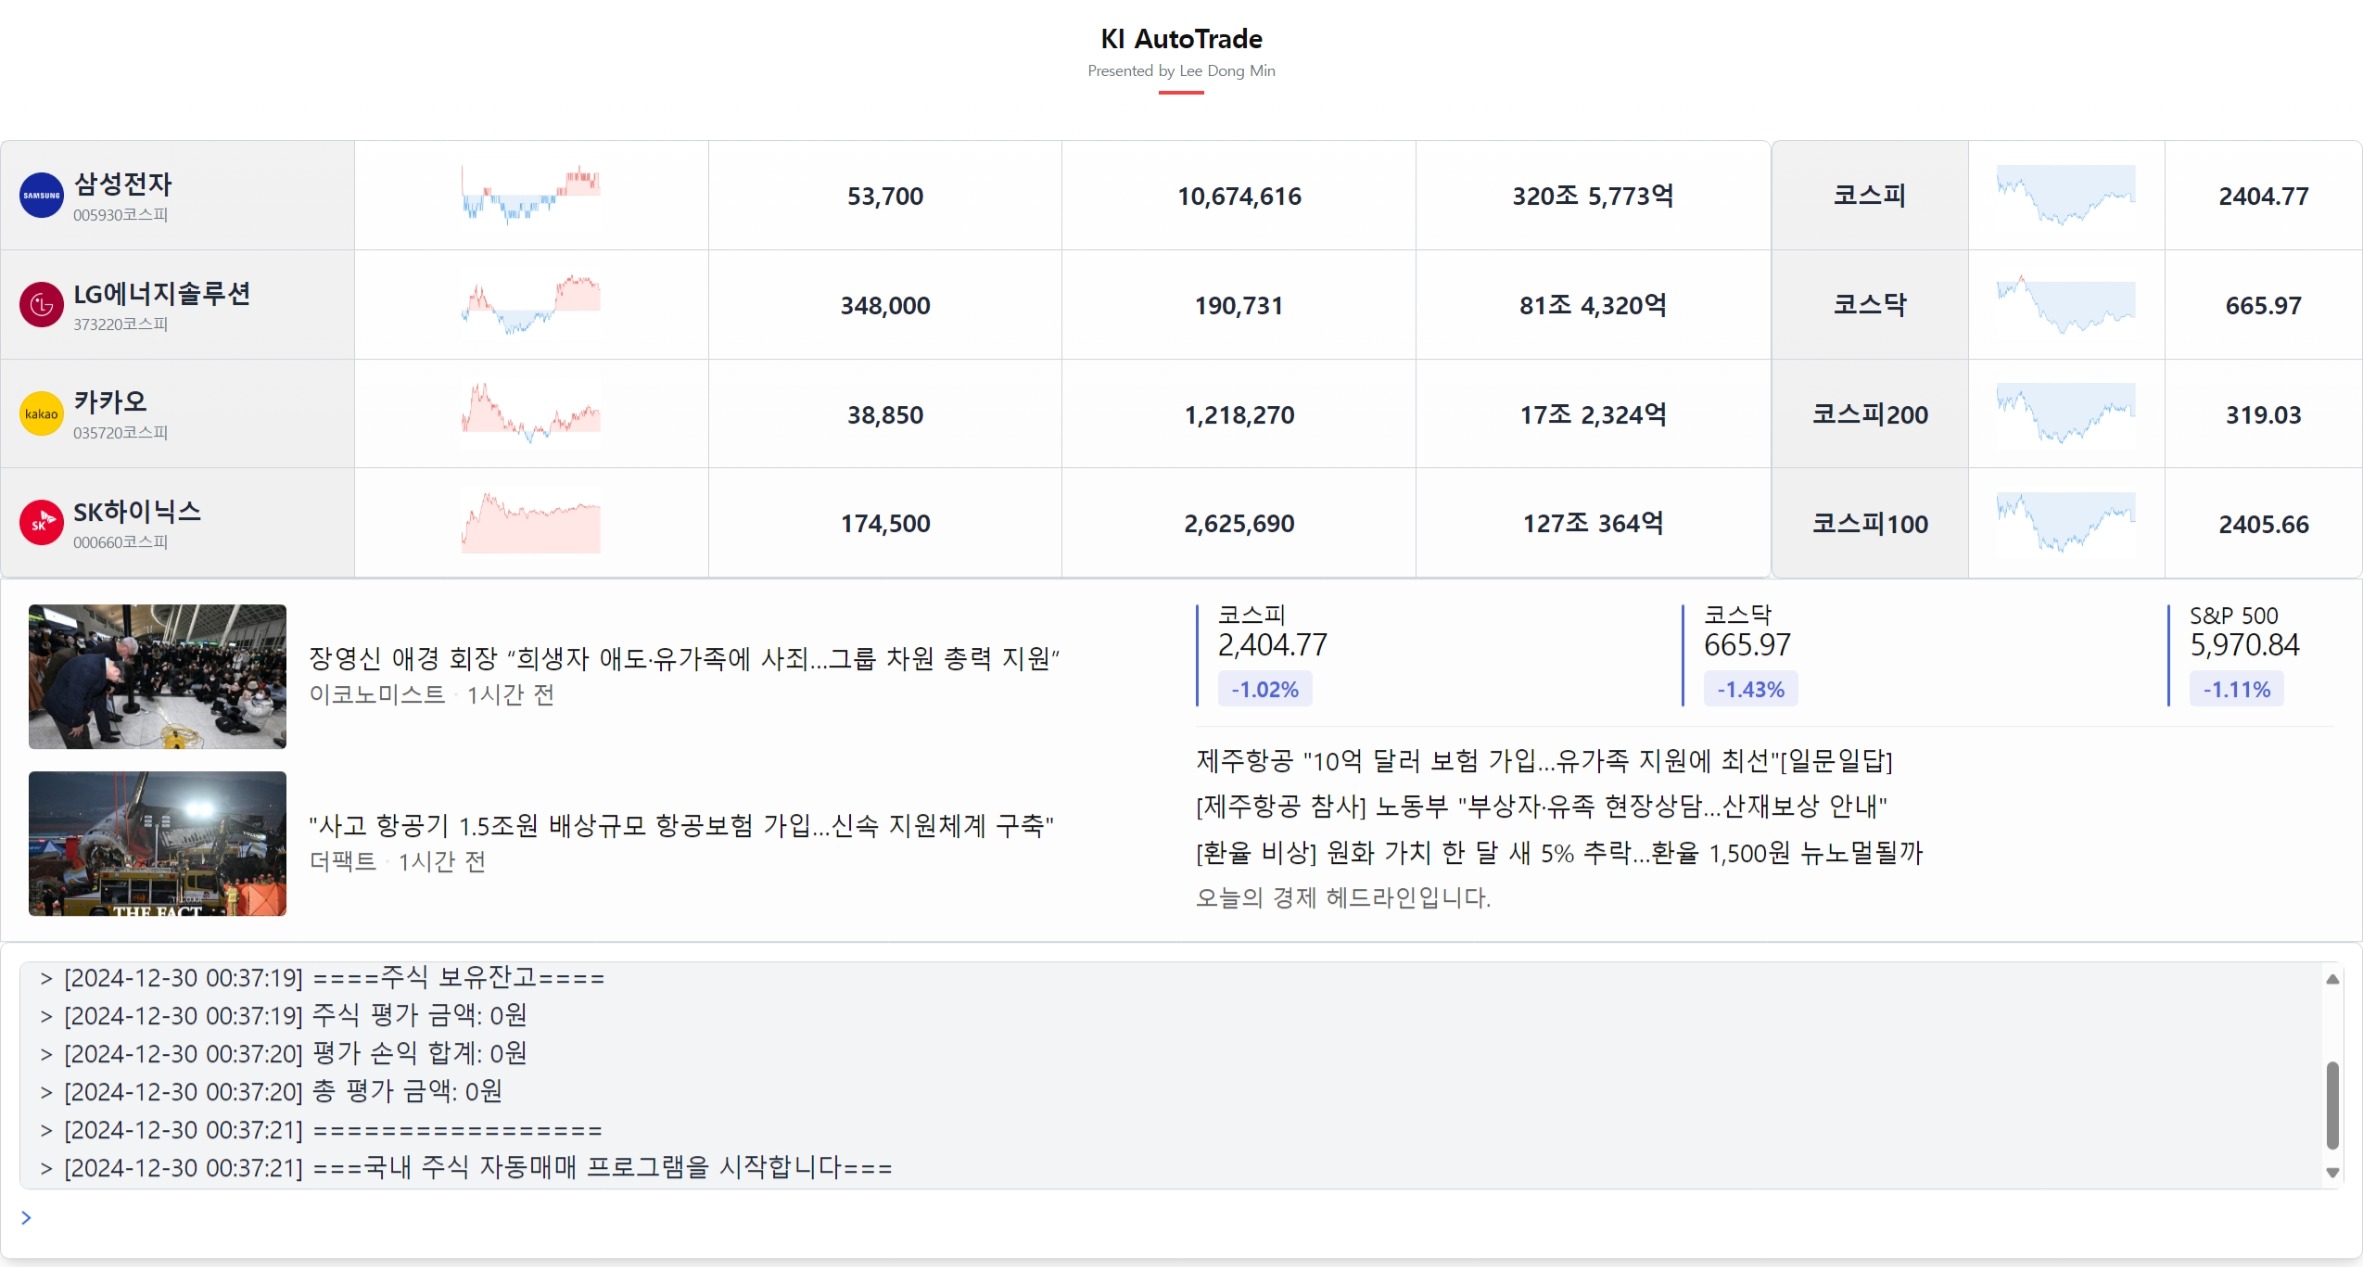 KI AutoTrade
Presented by Lee Dong Min
SAMSUNG
삼성전자
005930코스피
53,700
10,674,616
320조 5,773억
코스피
2404.77
LG에너지솔루션
373220코스피
348,000
190,731
81조 4,320억
코스닥
665.97
kakao
카카오
035720코스피
38,850
1,218,270
17조 2,324억
코스피200
319.03
SK
SK하이닉스
000660코스피
174,500
2,625,690
127조 364억
코스피100
2405.66
장영신 애경 회장 “희생자 애도·유가족에 사죄...그룹 차원 총력 지원”
이코노미스트 · 1시간 전
"사고 항공기 1.5조원 배상규모 항공보험 가입...신속 지원체계 구축"
더팩트 · 1시간 전
THE FACT
코스피
2,404.77
-1.02%
코스닥
665.97
-1.43%
S&P 500
5,970.84
-1.11%
제주항공 "10억 달러 보험 가입...유가족 지원에 최선"[일문일답]
[제주항공 참사] 노동부 "부상자·유족 현장상담...산재보상 안내"
[환율 비상] 원화 가치 한 달 새 5% 추락...환율 1,500원 뉴노멀될까
오늘의 경제 헤드라인입니다.
> [2024-12-30 00:37:19] ====주식 보유잔고====
> [2024-12-30 00:37:19] 주식 평가 금액: 0원
> [2024-12-30 00:37:20] 평가 손익 합계: 0원
> [2024-12-30 00:37:20] 총 평가 금액: 0원
> [2024-12-30 00:37:21] =================
> [2024-12-30 00:37:21] ===국내 주식 자동매매 프로그램을 시작합니다===
>